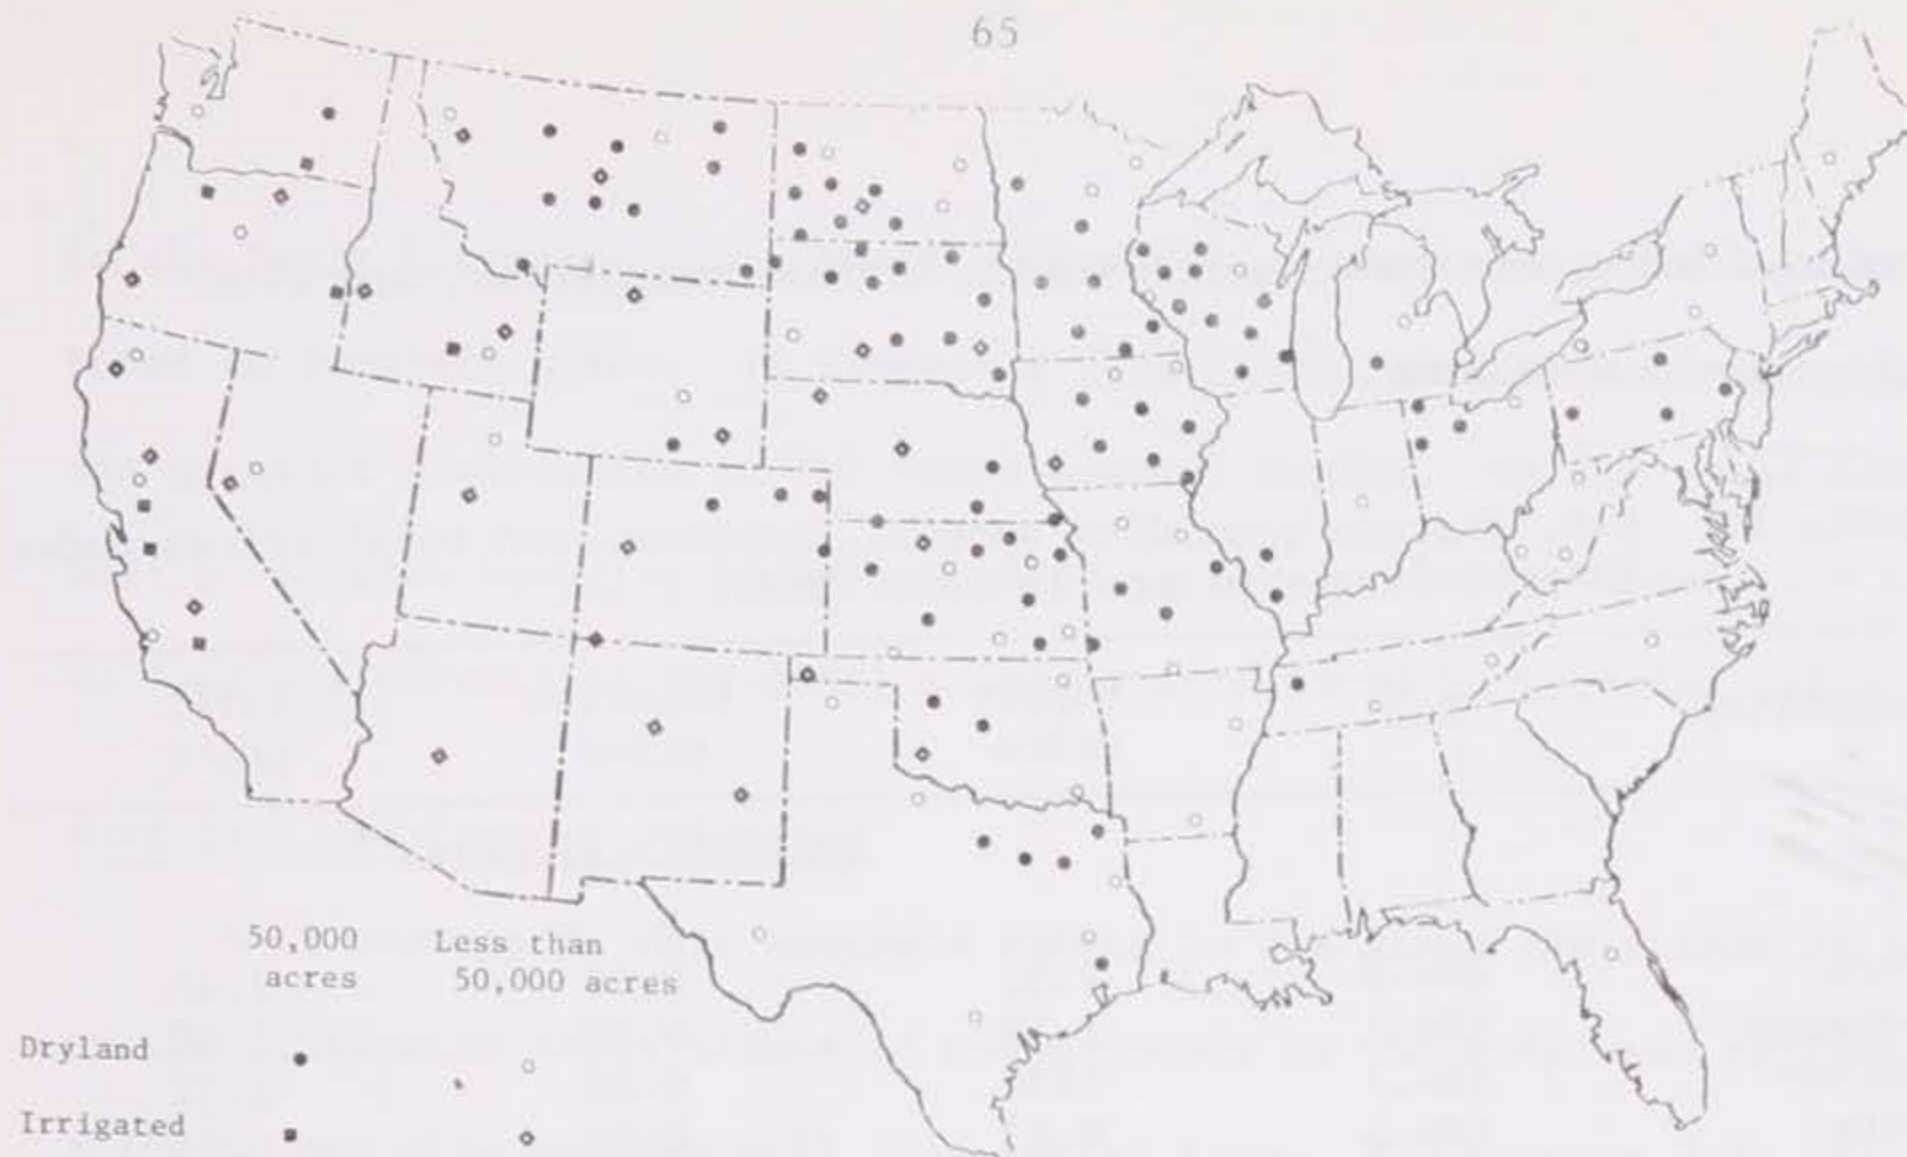 65
50,000 Less than
acres 50,000 acres
Dryland
Irrigated